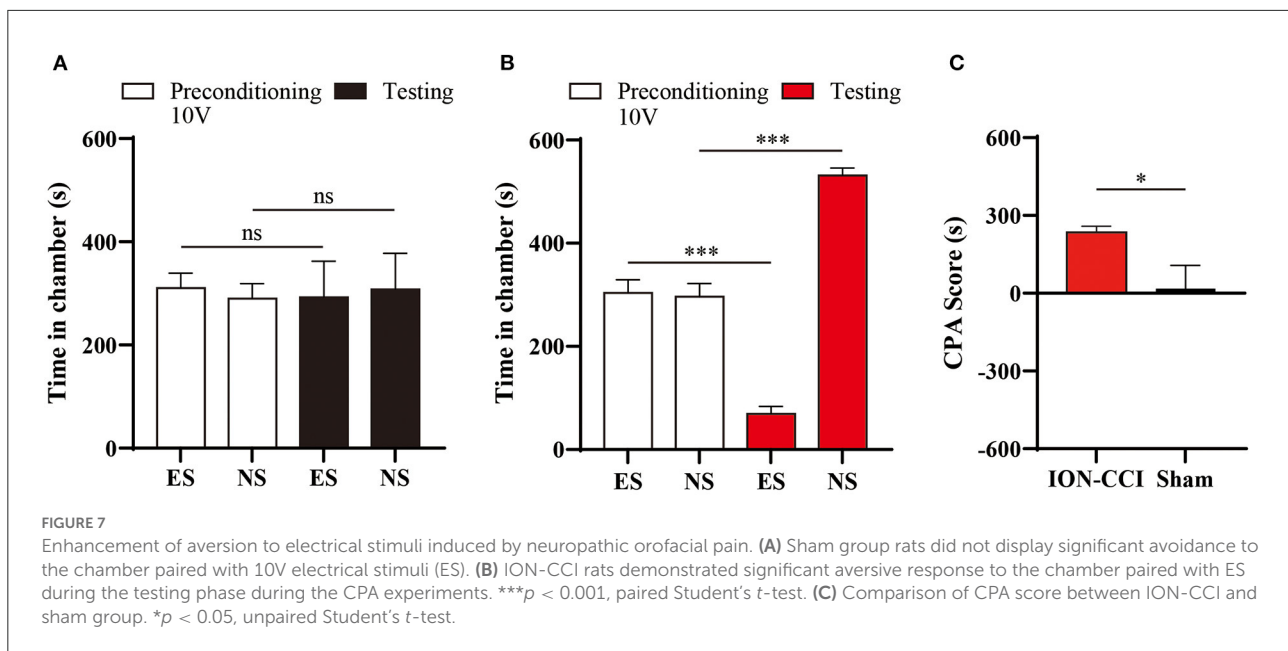 A
Preconditioning
10V
Testing
Time in chamber (s)
600
400
200
0
ns
ns
ES NS ES NS
B
Preconditioning
10V
Testing
Time in chamber (s)
600
400
200
0
***
***
ES NS ES NS
C
CPA Score (s)
600
300
0
-300
-600
*
ION-CCI Sham
FIGURE 7
Enhancement of aversion to electrical stimuli induced by neuropathic orofacial pain. (A) Sham group rats did not display significant avoidance to
the chamber paired with 10V electrical stimuli (ES). (B) ION-CCI rats demonstrated significant aversive response to the chamber paired with ES
during the testing phase during the CPA experiments. ***p < 0.001, paired Student's t-test. (C) Comparison of CPA score between ION-CCI and
sham group. *p < 0.05, unpaired Student's t-test.